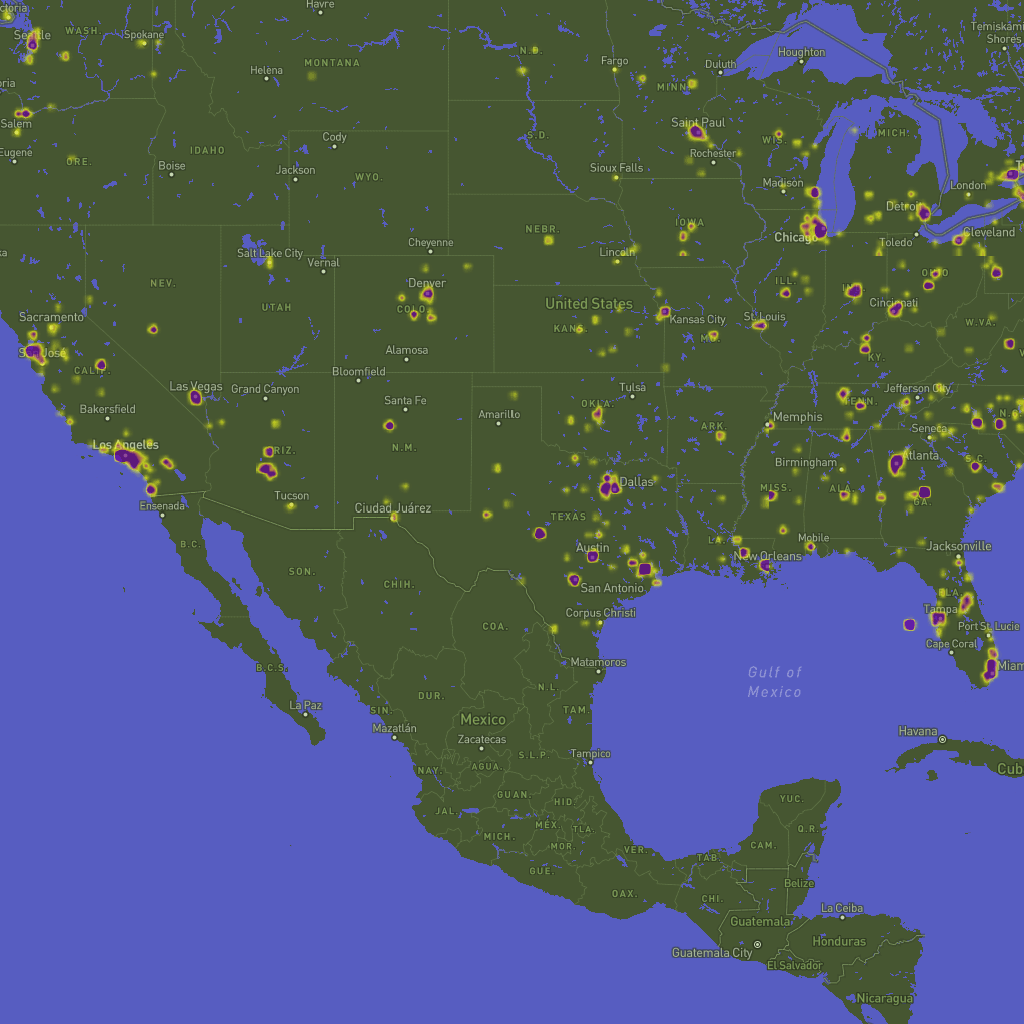 Havre
ctoria
Seattle
WASH.
Spokane
MONTANA
Helena
N.D.
Fargo
Duluth
Houghton
Temiskami
Shores
MINN
oria
Salem
Eugene
ORE.
IDAHO
Boise
Cody
Jackson
WYO.
S.D.
Saint Paul
Rochester
Sioux Falls
WIS.
MICH.
Madison
London
Detroit
IOWA
NEBR.
Chicago
Toledo
Cleveland
Cheyenne
Lincoln
ka
Salt Lake City
Vernal
NEV.
UTAH
Denver
COLO.
United States
ILL.
IN
OHIO
Cincinnati
Sacramento
San José
CALIF.
KANS.
Kansas City
MO.
St. Louis
W.VA.
KY.
Alamosa
Bloomfield
Las Vegas
Grand Canyon
Santa Fe
Amarillo
Tulsa
OKLA.
Jefferson City
TENN.
Bakersfield
Los Angeles
ARIZ.
N.M.
ARK.
Memphis
Seneca
N.C.
Birmingham
Atlanta
S.C.
Dallas
MISS.
ALA.
GA.
Tucson
Ensenada
Ciudad Juárez
TEXAS
LA.
Mobile
B.C.
SON.
CHIH.
Austin
New Orleans
Jacksonville
San Antonio
FLA.
Tampa
Port St. Lucie
Cape Coral
Miam
COA.
Corpus Christi
B.C.S.
Matamoros
Gulf of
Mexico
La Paz
SIN.
DUR.
N.L.
TAM.
Mazatlán
Mexico
Zacatecas
S.L.P.
Tampico
Havana
Cub
NAY.
AGUA.
JAL.
GUAN.
HID.
YUC.
Q.R.
MICH.
MÉX.
TLA.
MOR.
VER.
CAM.
TAB.
GUE.
OAX.
CHI.
Belize
La Ceiba
Guatemala
Guatemala City
Honduras
El Salvador
Nicaragua